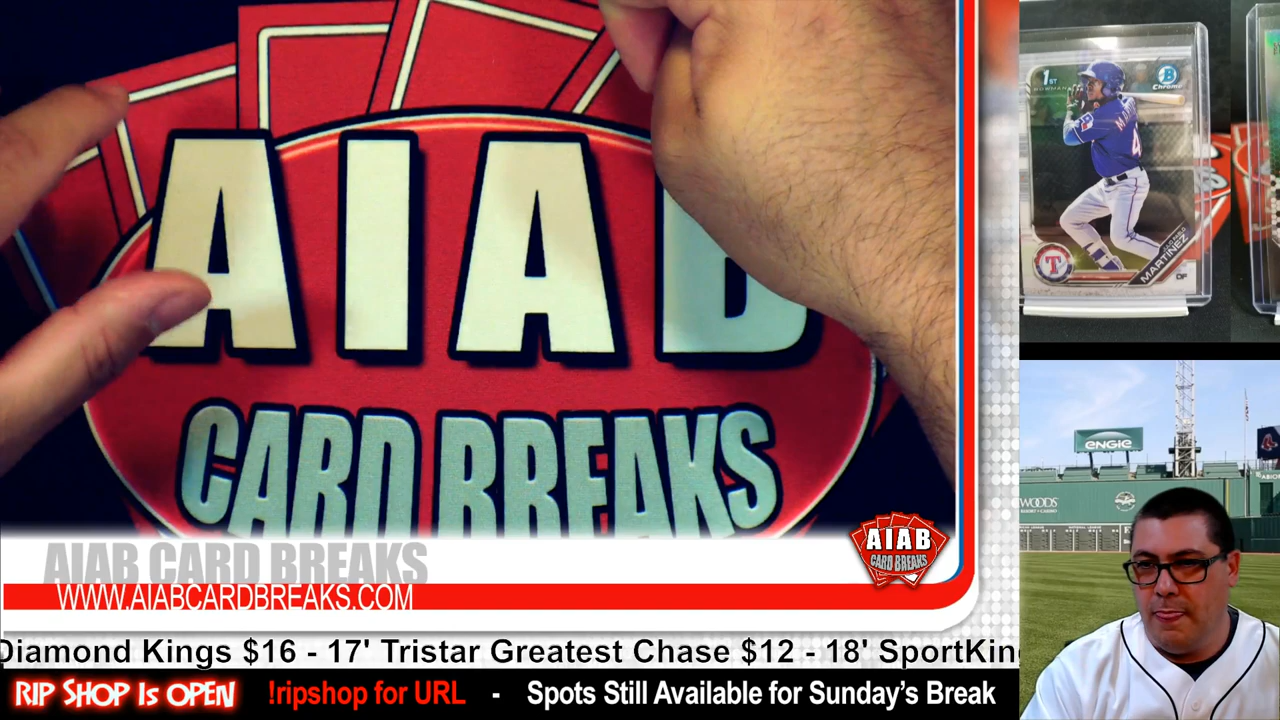 AIAB
CARD BREAKS
AIAB CARD BREAKS
WWW.AIABCARDBREAKS.COM
AIAB
CARD BREAKS
Diamond Kings $16 - 17' Tristar Greatest Chase $12 - 18' SportKin
RIP SHOP IS OPEN !ripshop for URL - Spots Still Available for Sunday's Break
1ST
BOWMAN
B
Chrome
T
MARTINEZ
OF
ENGIE
WOODS